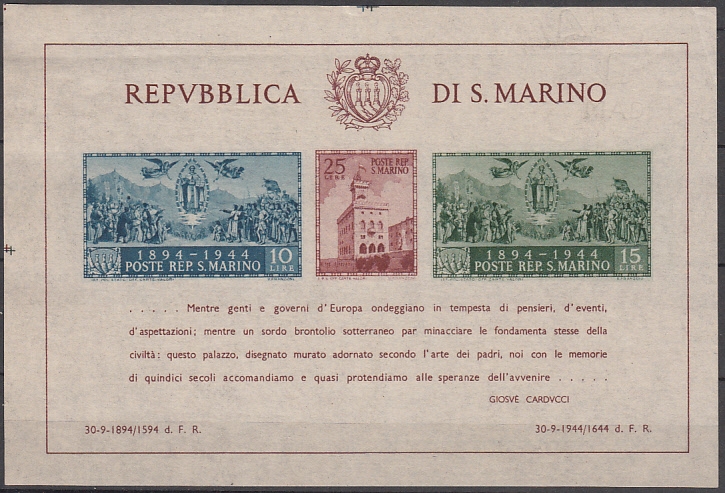 REPVBBLICA DI S. MARINO
25
LIRE
POSTE REP.
S. MARINO
1894-1944
10
LIRE
POSTE REP. S. MARINO
1894-1944
15
LIRE
POSTE REP. S. MARINO
. . . . . Mentre genti e governi d'Europa ondeggiano in tempesta di pensieri, d'eventi,
d'aspettazioni; mentre un sordo brontolio sotterraneo par minacciare le fondamenta stesse della
civiltà: questo palazzo, disegnato murato adornato secondo l'arte dei padri, noi con le memorie
di quindici secoli accomandiamo e quasi protendiamo alle speranze dell'avvenire . . . . .
GIOSVÈ CARDVCCI
30-9-1894/1594 d. F. R.
30-9-1944/1644 d. F. R.